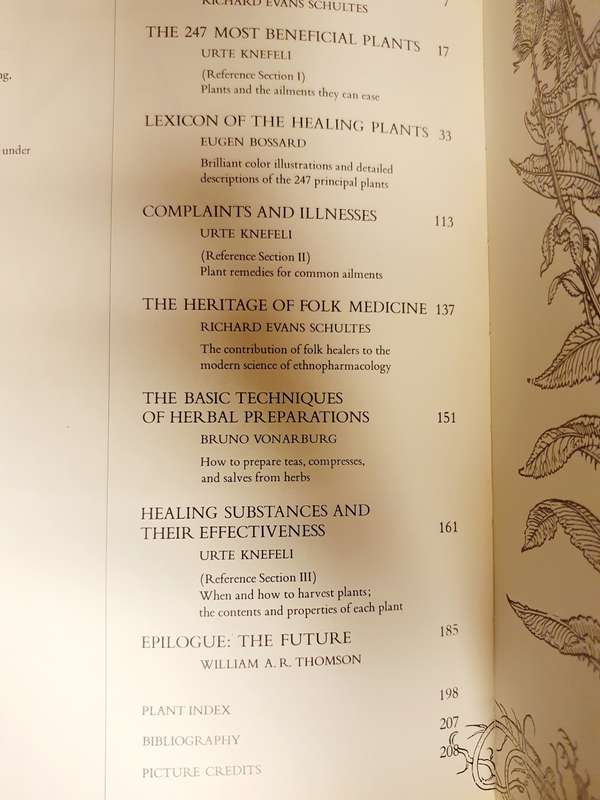 ng,
under
RICHARD EVANS SCHULTES 7
THE 247 MOST BENEFICIAL PLANTS 17
URTE KNEFELI
(Reference Section I)
Plants and the ailments they can ease
LEXICON OF THE HEALING PLANTS 33
EUGEN BOSSARD
Brilliant color illustrations and detailed
descriptions of the 247 principal plants
COMPLAINTS AND ILLNESSES 113
URTE KNEFELI
(Reference Section II)
Plant remedies for common ailments
THE HERITAGE OF FOLK MEDICINE 137
RICHARD EVANS SCHULTES
The contribution of folk healers to the
modern science of ethnopharmacology
THE BASIC TECHNIQUES
OF HERBAL PREPARATIONS 151
BRUNO VONARBURG
How to prepare teas, compresses,
and salves from herbs
HEALING SUBSTANCES AND
THEIR EFFECTIVENESS 161
URTE KNEFELI
(Reference Section III)
When and how to harvest plants;
the contents and properties of each plant
EPILOGUE: THE FUTURE 185
WILLIAM A. R. THOMSON
PLANT INDEX 198
BIBLIOGRAPHY 207
PICTURE CREDITS 208